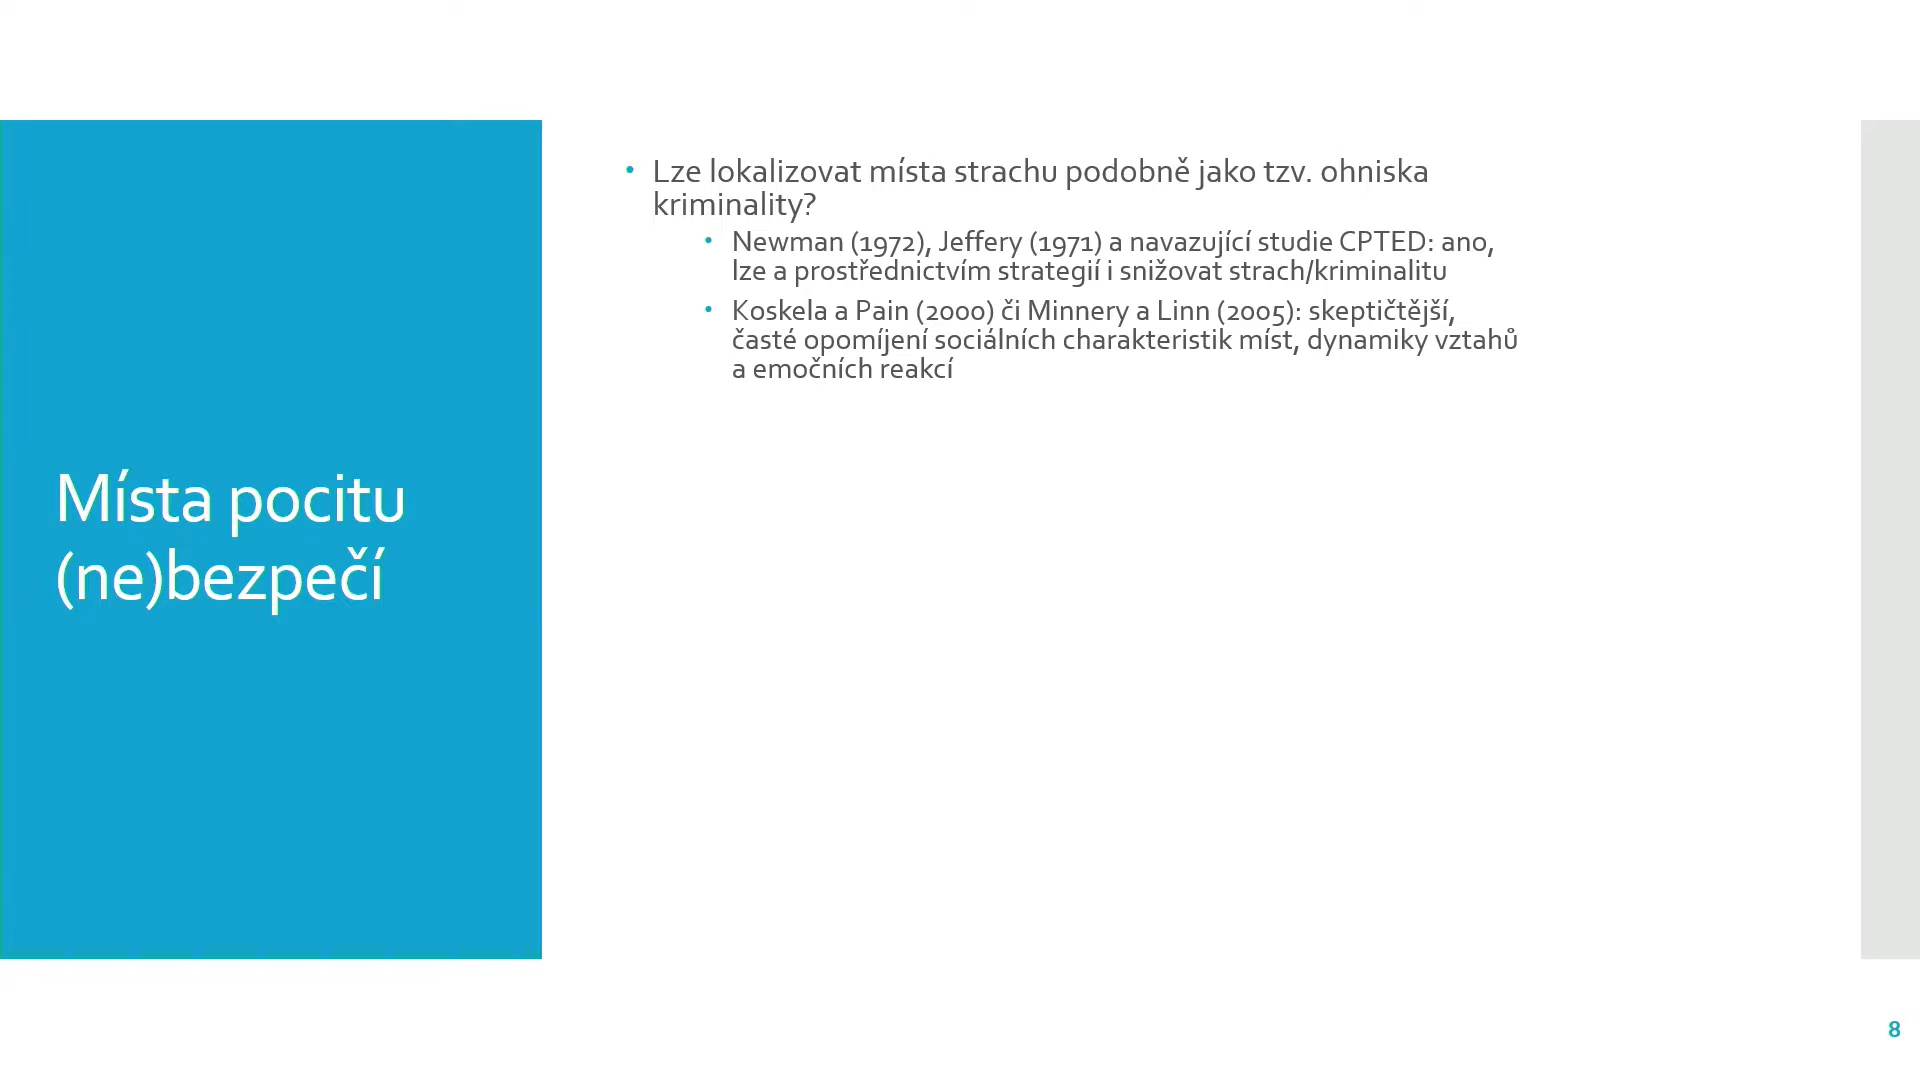 Místa pocitu
(ne)bezpečí
• Lze lokalizovat místa strachu podobně jako tzv. ohniska
kriminality?
• Newman (1972), Jeffery (1971) a navazující studie CPTED: ano,
lze a prostřednictvím strategií i snižovat strach/kriminalitu
• Koskela a Pain (2000) či Minnery a Linn (2005): skeptičtější,
časté opomíjení sociálních charakteristik míst, dynamiky vztahů
a emočních reakcí
8